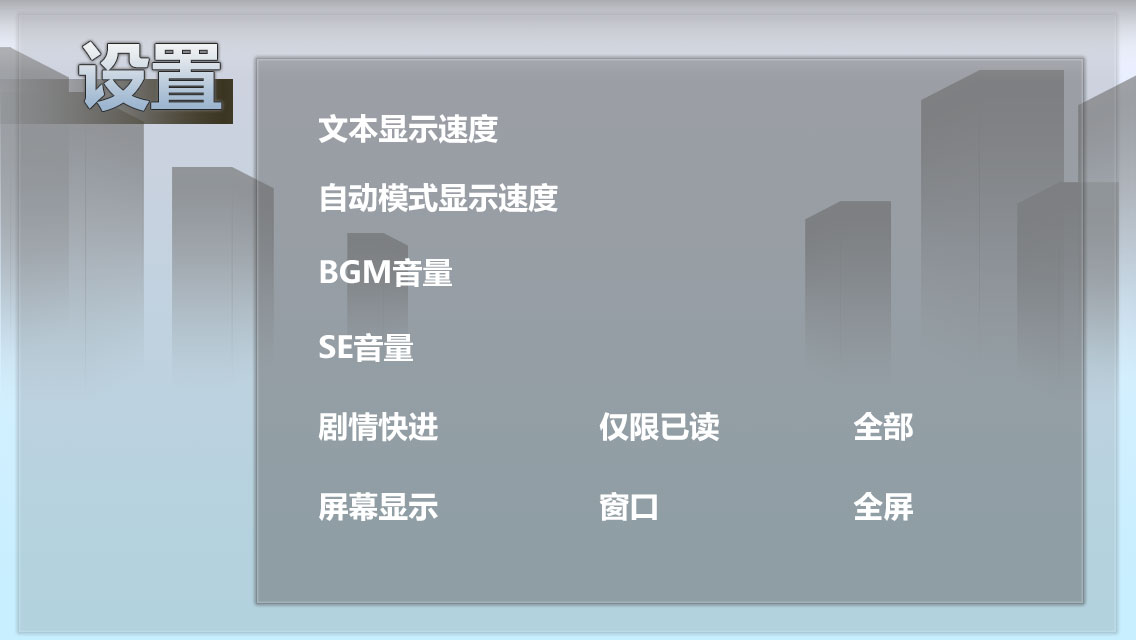 设置
文本显示速度
自动模式显示速度
BGM音量
SE音量
剧情快进 仅限已读 全部
屏幕显示 窗口 全屏